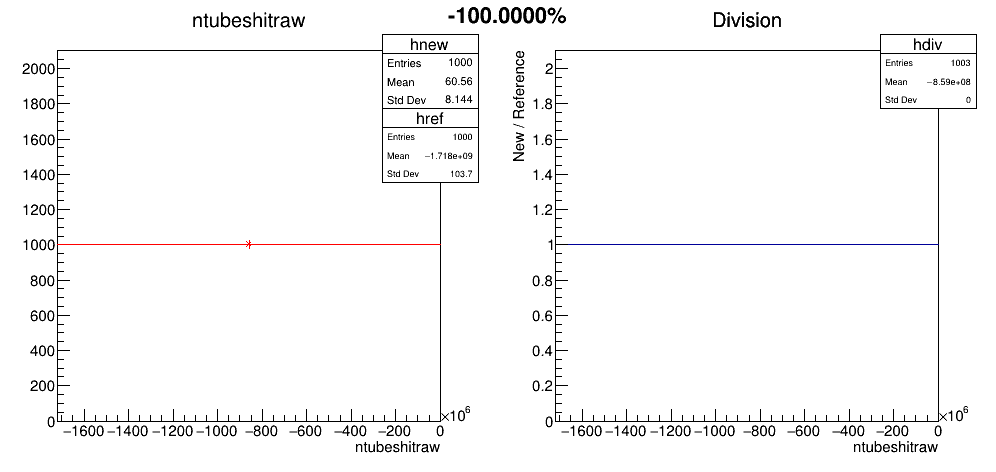 -100.0000%
ntubeshitraw
hnew
Entries 1000
Mean 60.56
Std Dev 8.144
href
Entries 1000
Mean −1.718e+09
Std Dev 103.7
2000
1800
1600
1400
1200
1000
800
600
400
200
0
−1600 −1400 −1200 −1000 −800 −600 −400 −200 0
×10⁶
ntubeshitraw
Division
hdiv
Entries 1003
Mean −8.59e+08
Std Dev 0
New / Reference
2
1.8
1.6
1.4
1.2
1
0.8
0.6
0.4
0.2
0
−1600 −1400 −1200 −1000 −800 −600 −400 −200 0
×10⁶
ntubeshitraw